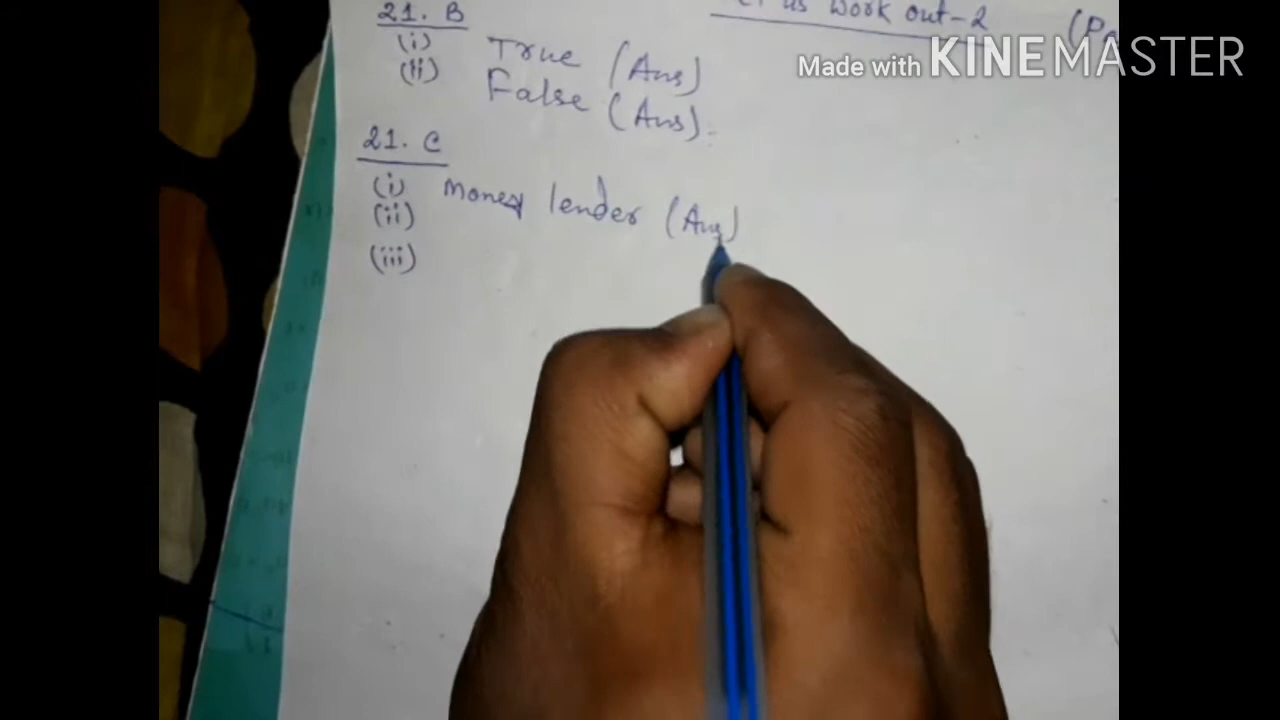 21. B
us Work out-2 (Pa
Made with KINEMASTER
(i) True (Ans)
(ii) False (Ans).
21. C
(i) Money lender (Ans)
(ii)
(iii)